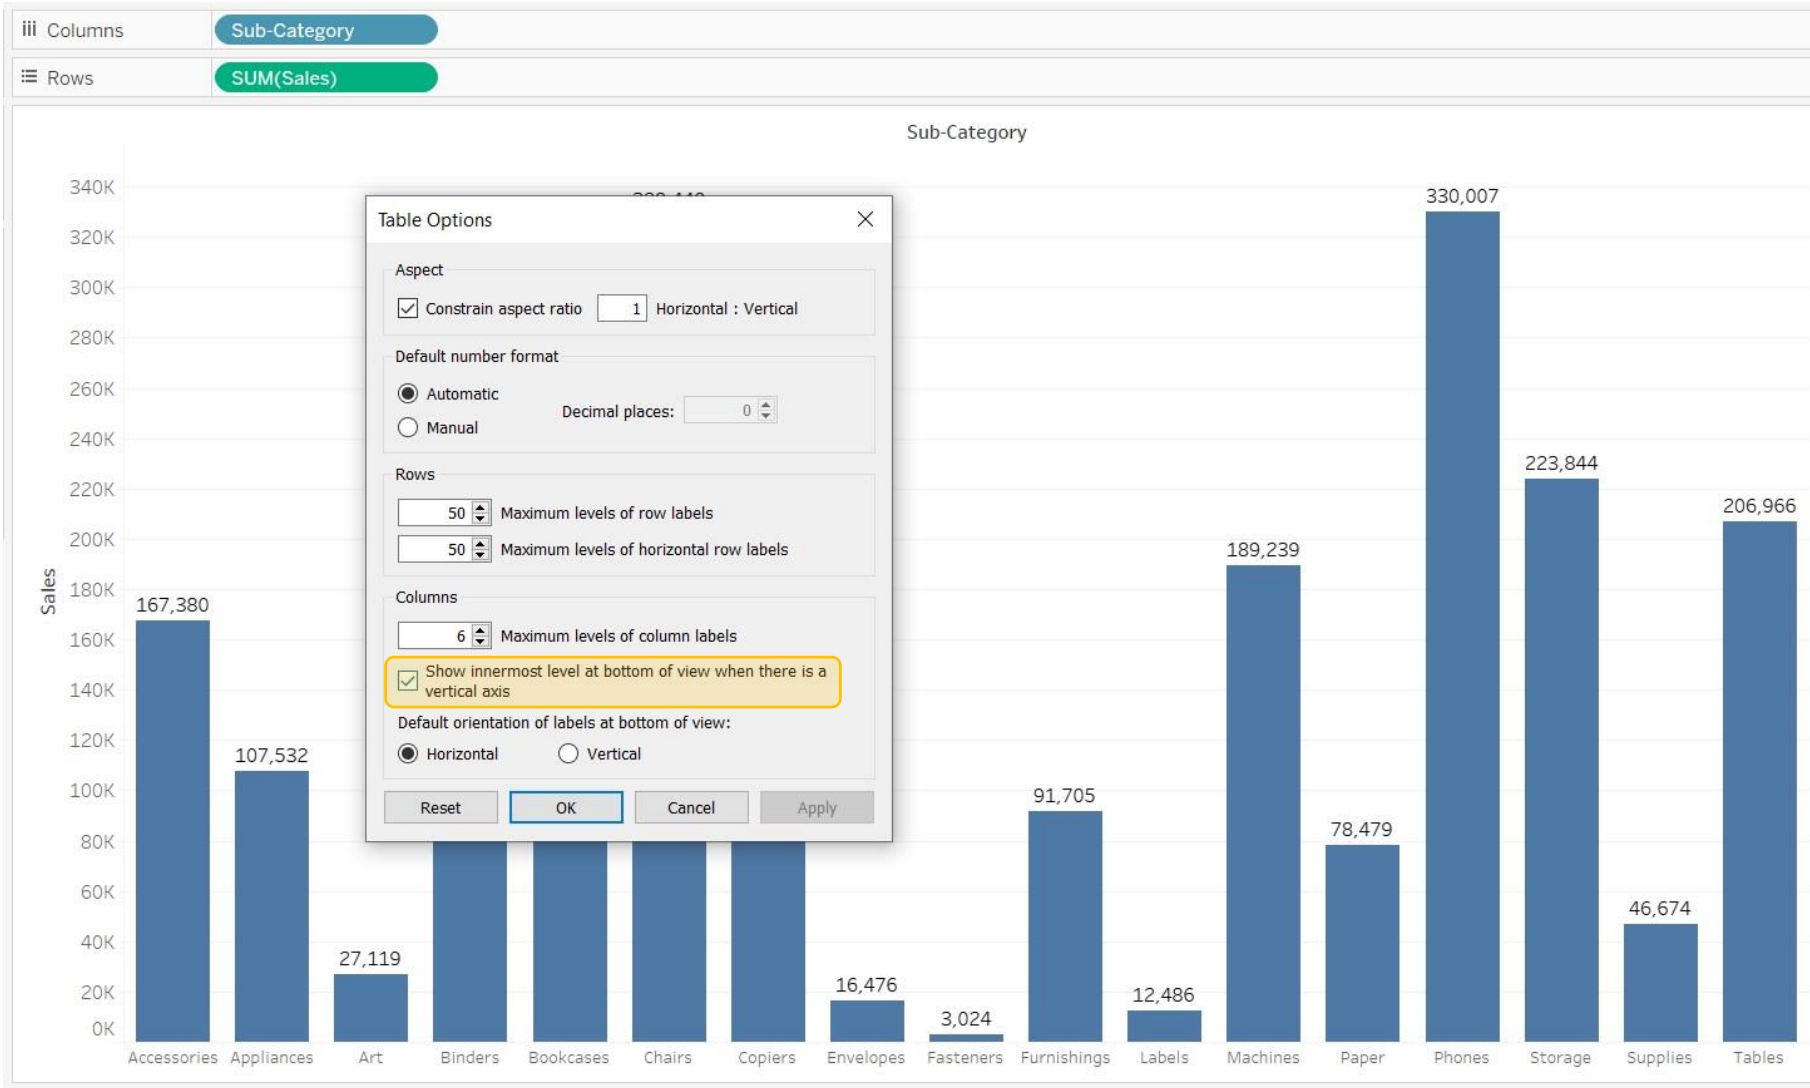 Columns
Sub-Category
Rows
SUM(Sales)
Sub-Category
340K
320K
300K
280K
260K
240K
220K
200K
180K
160K
140K
120K
100K
80K
60K
40K
20K
0K
Sales
Table Options
Aspect
Constrain aspect ratio 1 Horizontal : Vertical
Default number format
Automatic
Manual
Decimal places: 0
Rows
50 Maximum levels of row labels
50 Maximum levels of horizontal row labels
Columns
6 Maximum levels of column labels
Show innermost level at bottom of view when there is a
vertical axis
Default orientation of labels at bottom of view:
Horizontal Vertical
Reset OK Cancel Apply
167,380
107,532
27,119
16,476
3,024
91,705
12,486
189,239
78,479
330,007
223,844
46,674
206,966
Accessories Appliances Art Binders Bookcases Chairs Copiers Envelopes Fasteners Furnishings Labels Machines Paper Phones Storage Supplies Tables